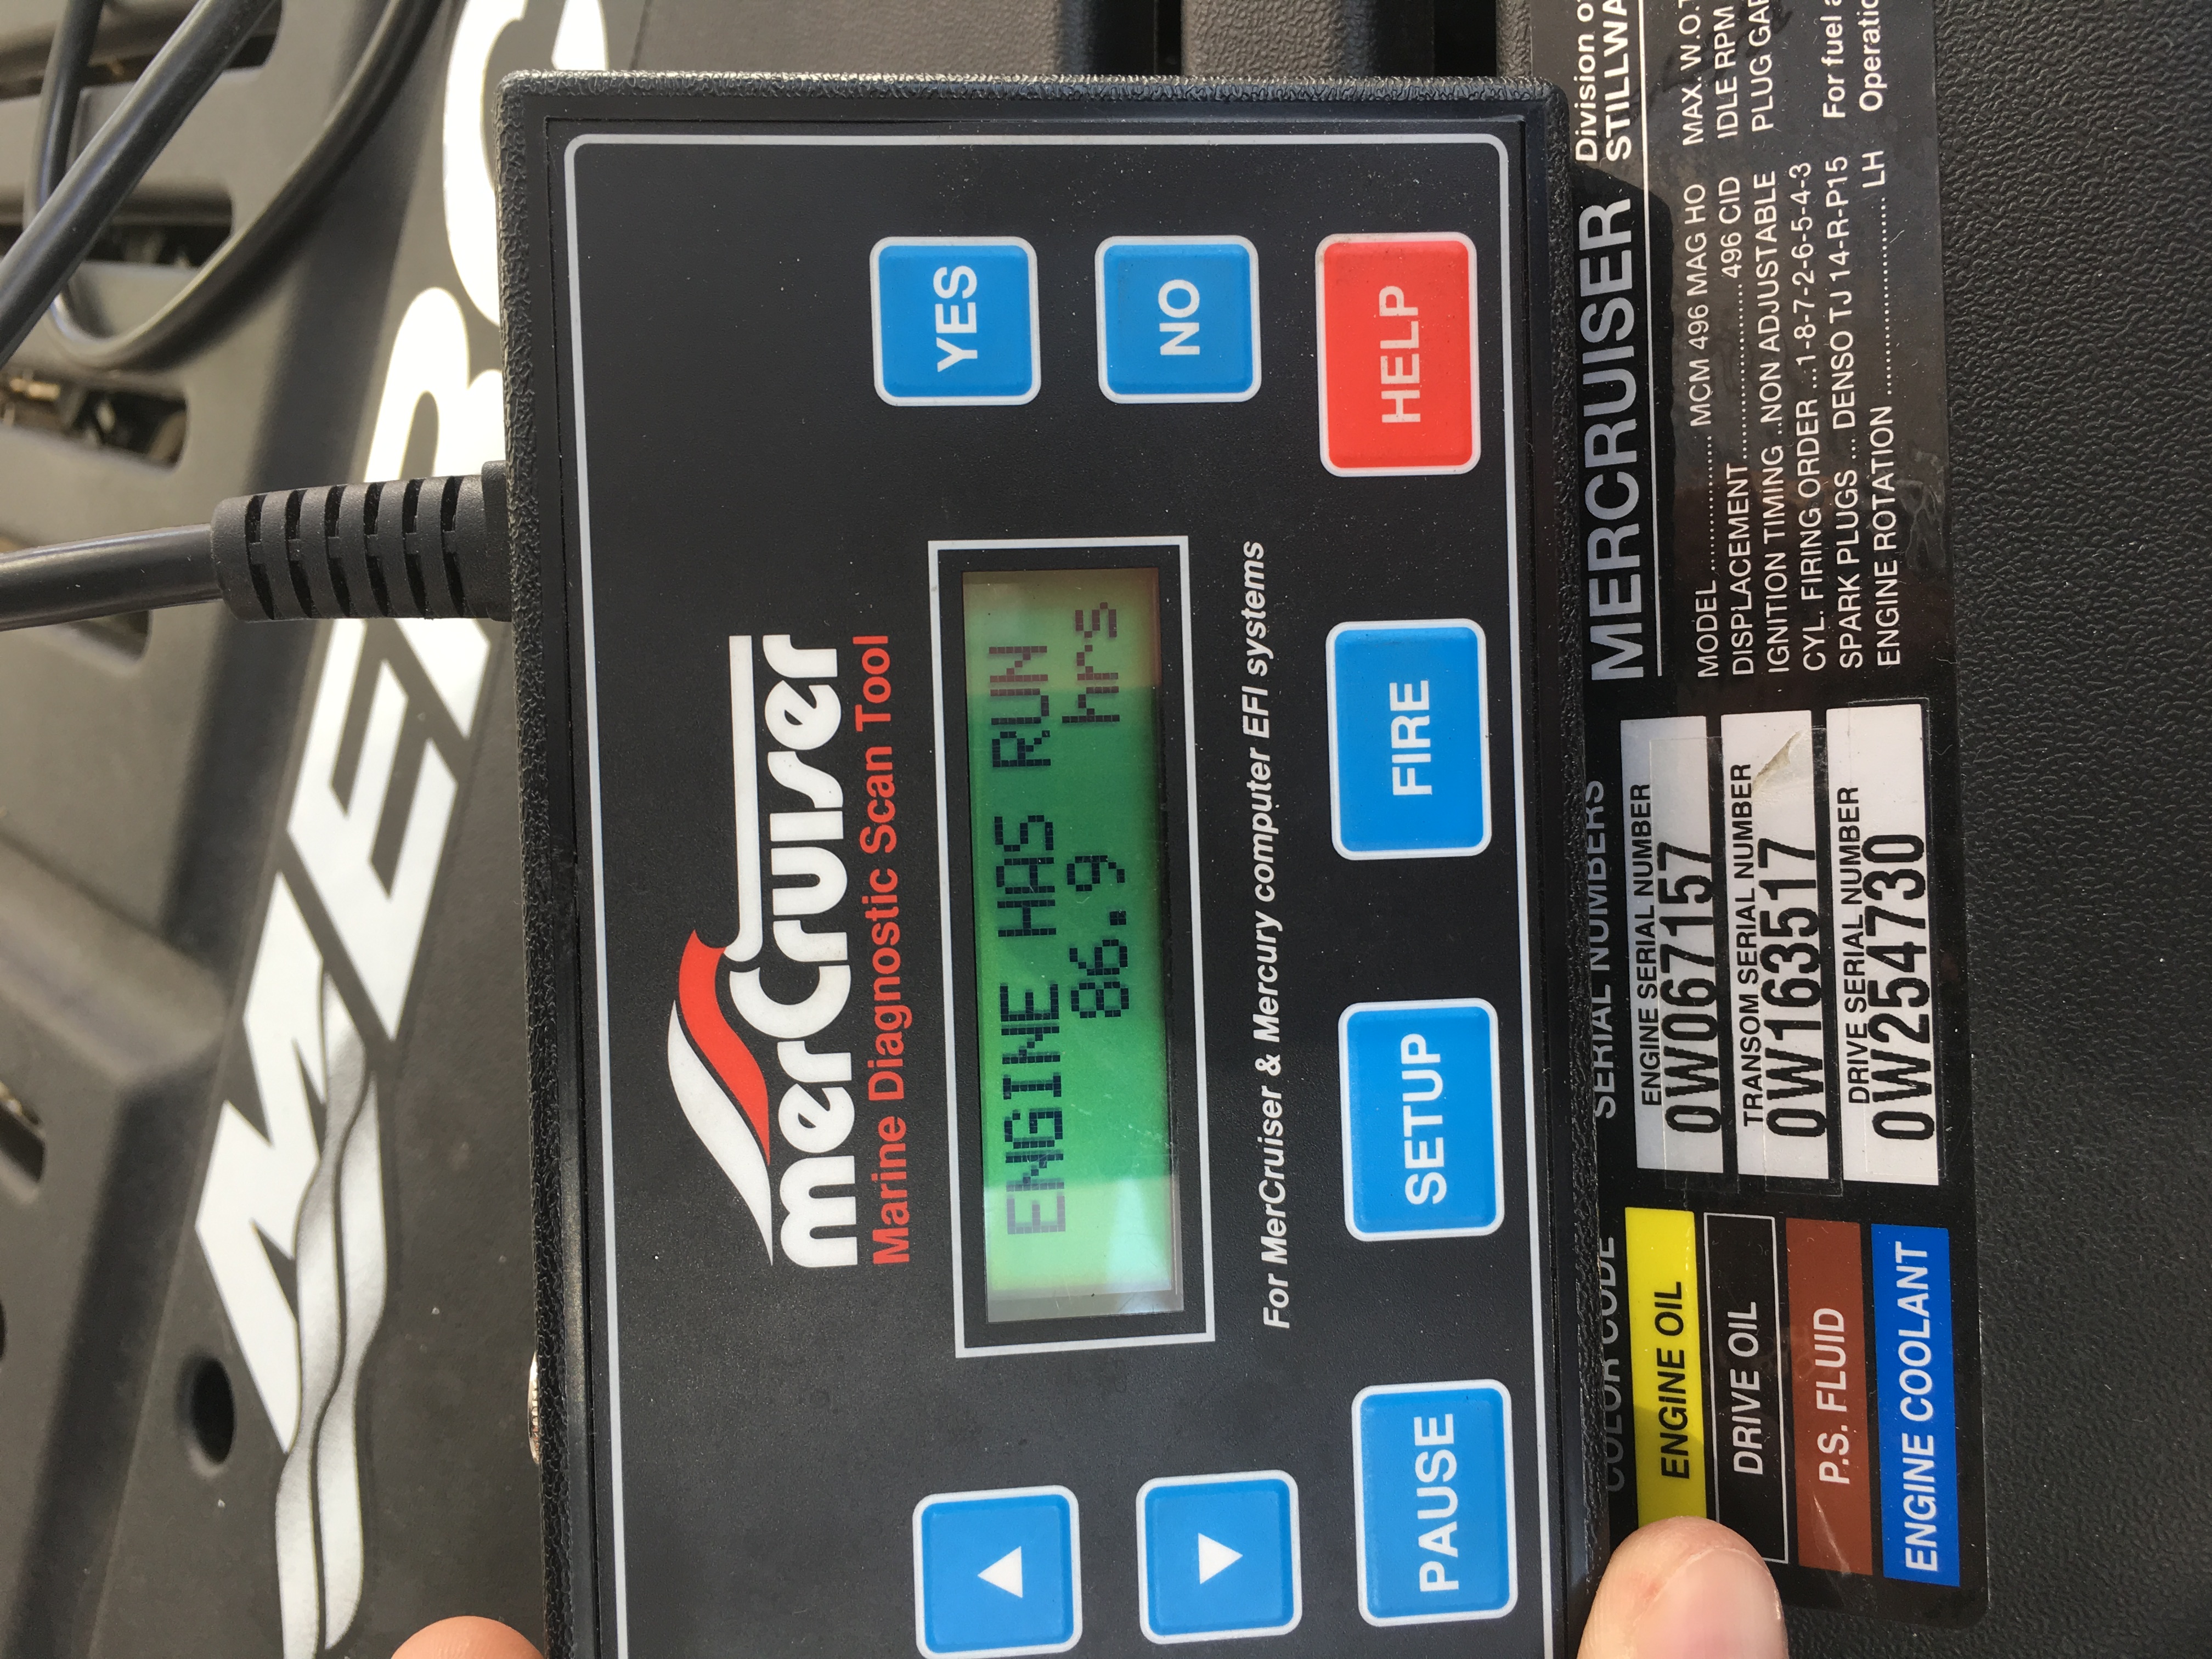 MERC
merCruiser
Marine Diagnostic Scan Tool
ENGINE HAS RUN
86.9 hrs
For MerCruiser & Mercury computer EFI systems
▲
▼
YES
NO
PAUSE
SETUP
FIRE
HELP
COLOR CODE
ENGINE OIL
DRIVE OIL
P.S. FLUID
ENGINE COOLANT
SERIAL NUMBERS
ENGINE SERIAL NUMBER
0W067157
TRANSOM SERIAL NUMBER
0W163517
DRIVE SERIAL NUMBER
0W254730
MERCRUISER
Division of
STILLWA
MODEL .............. MCM 496 MAG HO
DISPLACEMENT.................... 496 CID
IGNITION TIMING ..NON ADJUSTABLE
CYL. FIRING ORDER ...1-8-7-2-6-5-4-3
SPARK PLUGS ... DENSO TJ 14-R-P15
ENGINE ROTATION ...................... LH
MAX. W.O.T
IDLE RPM
PLUG GAP
For fuel a
Operatio